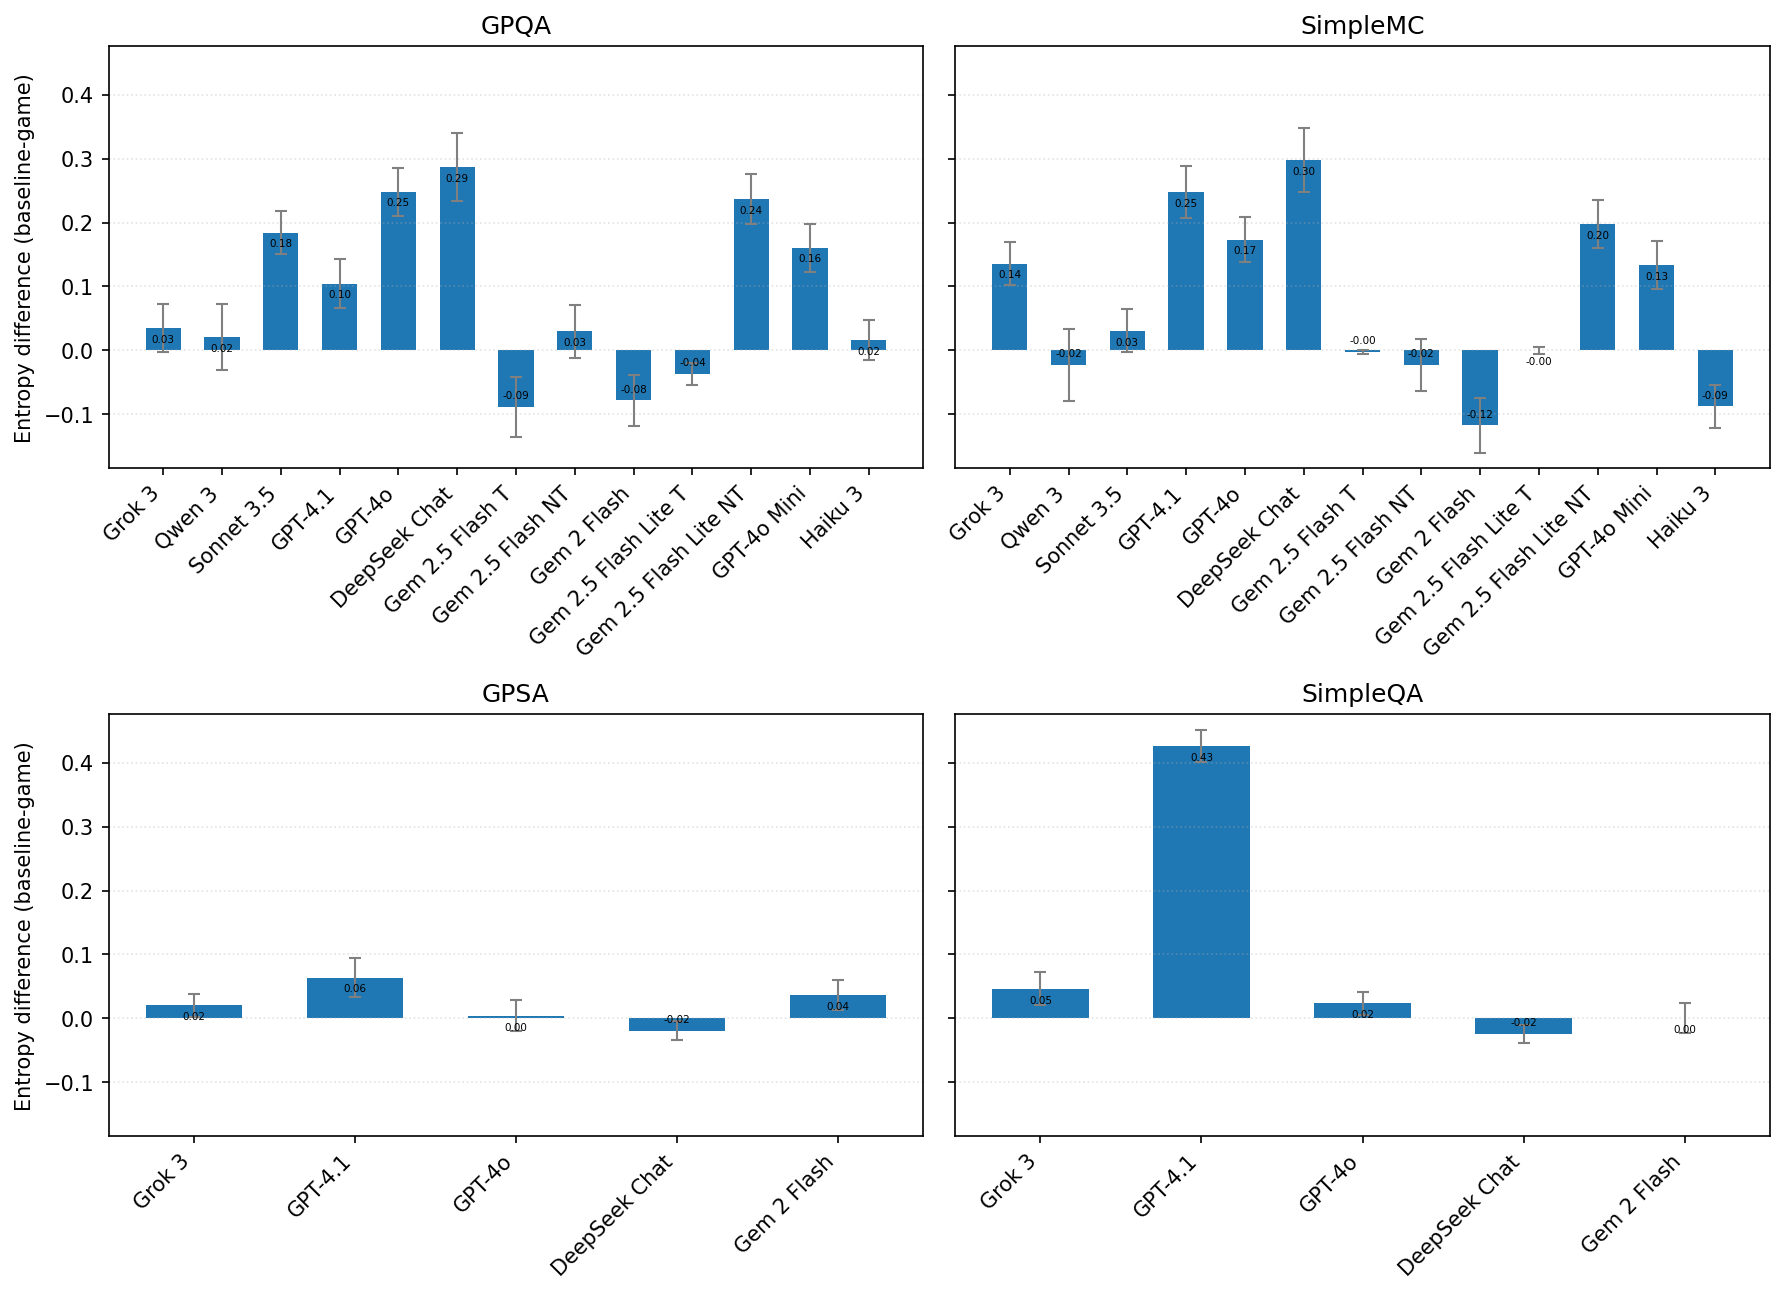 GPQA
SimpleMC
Entropy difference (baseline-game)
0.4
0.3
0.2
0.1
0.0
−0.1
0.03
0.02
0.18
0.10
0.25
0.29
-0.09
0.03
-0.08
-0.04
0.24
0.16
0.02
0.14
-0.02
0.03
0.25
0.17
0.30
-0.00
-0.02
-0.12
-0.00
0.20
0.13
-0.09
Grok 3
Qwen 3
Sonnet 3.5
GPT-4.1
GPT-4o
DeepSeek Chat
Gem 2.5 Flash T
Gem 2.5 Flash NT
Gem 2 Flash
Gem 2.5 Flash Lite T
Gem 2.5 Flash Lite NT
GPT-4o Mini
Haiku 3
Grok 3
Qwen 3
Sonnet 3.5
GPT-4.1
GPT-4o
DeepSeek Chat
Gem 2.5 Flash T
Gem 2.5 Flash NT
Gem 2 Flash
Gem 2.5 Flash Lite T
Gem 2.5 Flash Lite NT
GPT-4o Mini
Haiku 3
GPSA
SimpleQA
Entropy difference (baseline-game)
0.4
0.3
0.2
0.1
0.0
−0.1
0.02
0.06
0.00
-0.02
0.04
0.05
0.43
0.02
-0.02
0.00
Grok 3
GPT-4.1
GPT-4o
DeepSeek Chat
Gem 2 Flash
Grok 3
GPT-4.1
GPT-4o
DeepSeek Chat
Gem 2 Flash